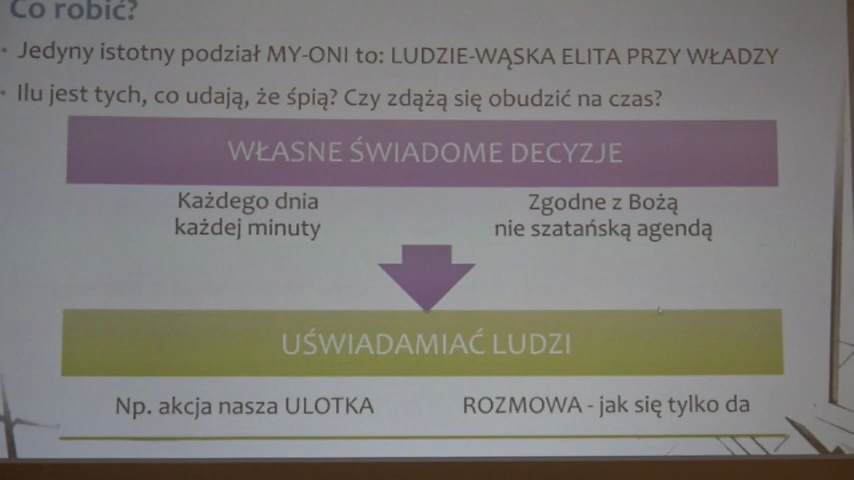 Co robić?
• Jedyny istotny podział MY-ONI to: LUDZIE-WĄSKA ELITA PRZY WŁADZY
• Ilu jest tych, co udają, że śpią? Czy zdążą się obudzić na czas?
WŁASNE ŚWIADOME DECYZJE
Każdego dnia
każdej minuty
Zgodne z Bożą
nie szatańską agendą
UŚWIADAMIAĆ LUDZI
Np. akcja nasza ULOTKA
ROZMOWA - jak się tylko da